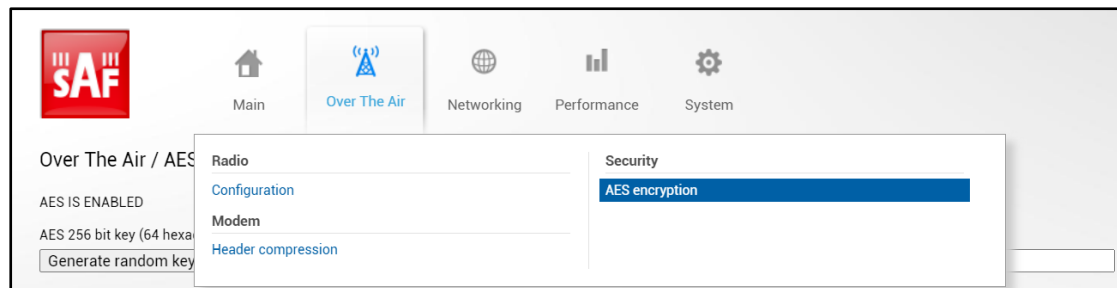 SAF
Main
Over The Air
Networking
Performance
System
Over The Air / AES
Radio
Security
Configuration
AES encryption
AES IS ENABLED
Modem
AES 256 bit key (64 hexa
Header compression
Generate random key